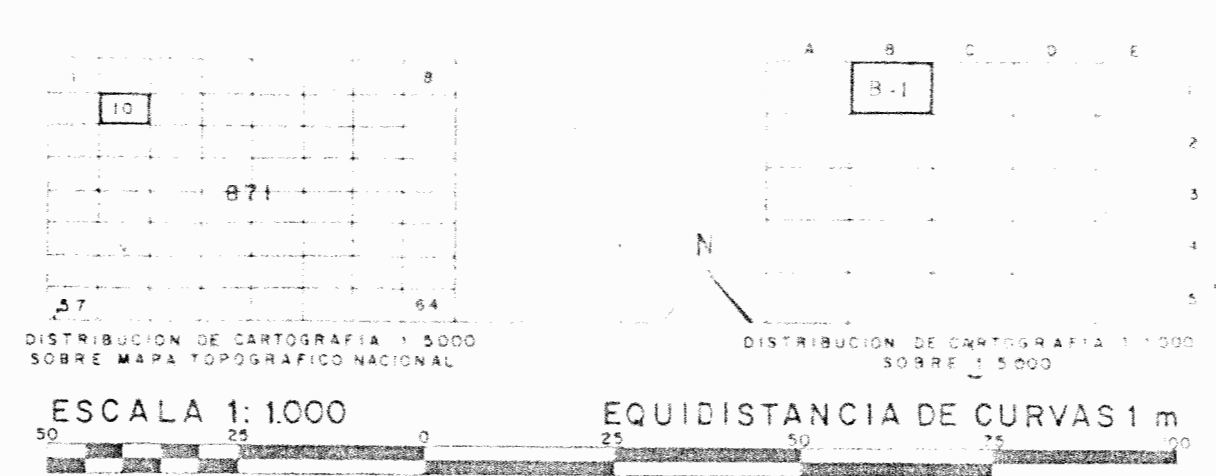 1 8
10
871
57 64
DISTRIBUCION DE CARTOGRAFIA 1 5000
SOBRE MAPA TOPOGRAFICO NACIONAL
A B C D E
B-1
1
2
3
4
5
N
DISTRIBUCION DE CARTOGRAFIA 1 1000
SOBRE 1 5000
ESCALA 1: 1.000
EQUIDISTANCIA DE CURVAS 1 m
50 25 0 25 50 75 100